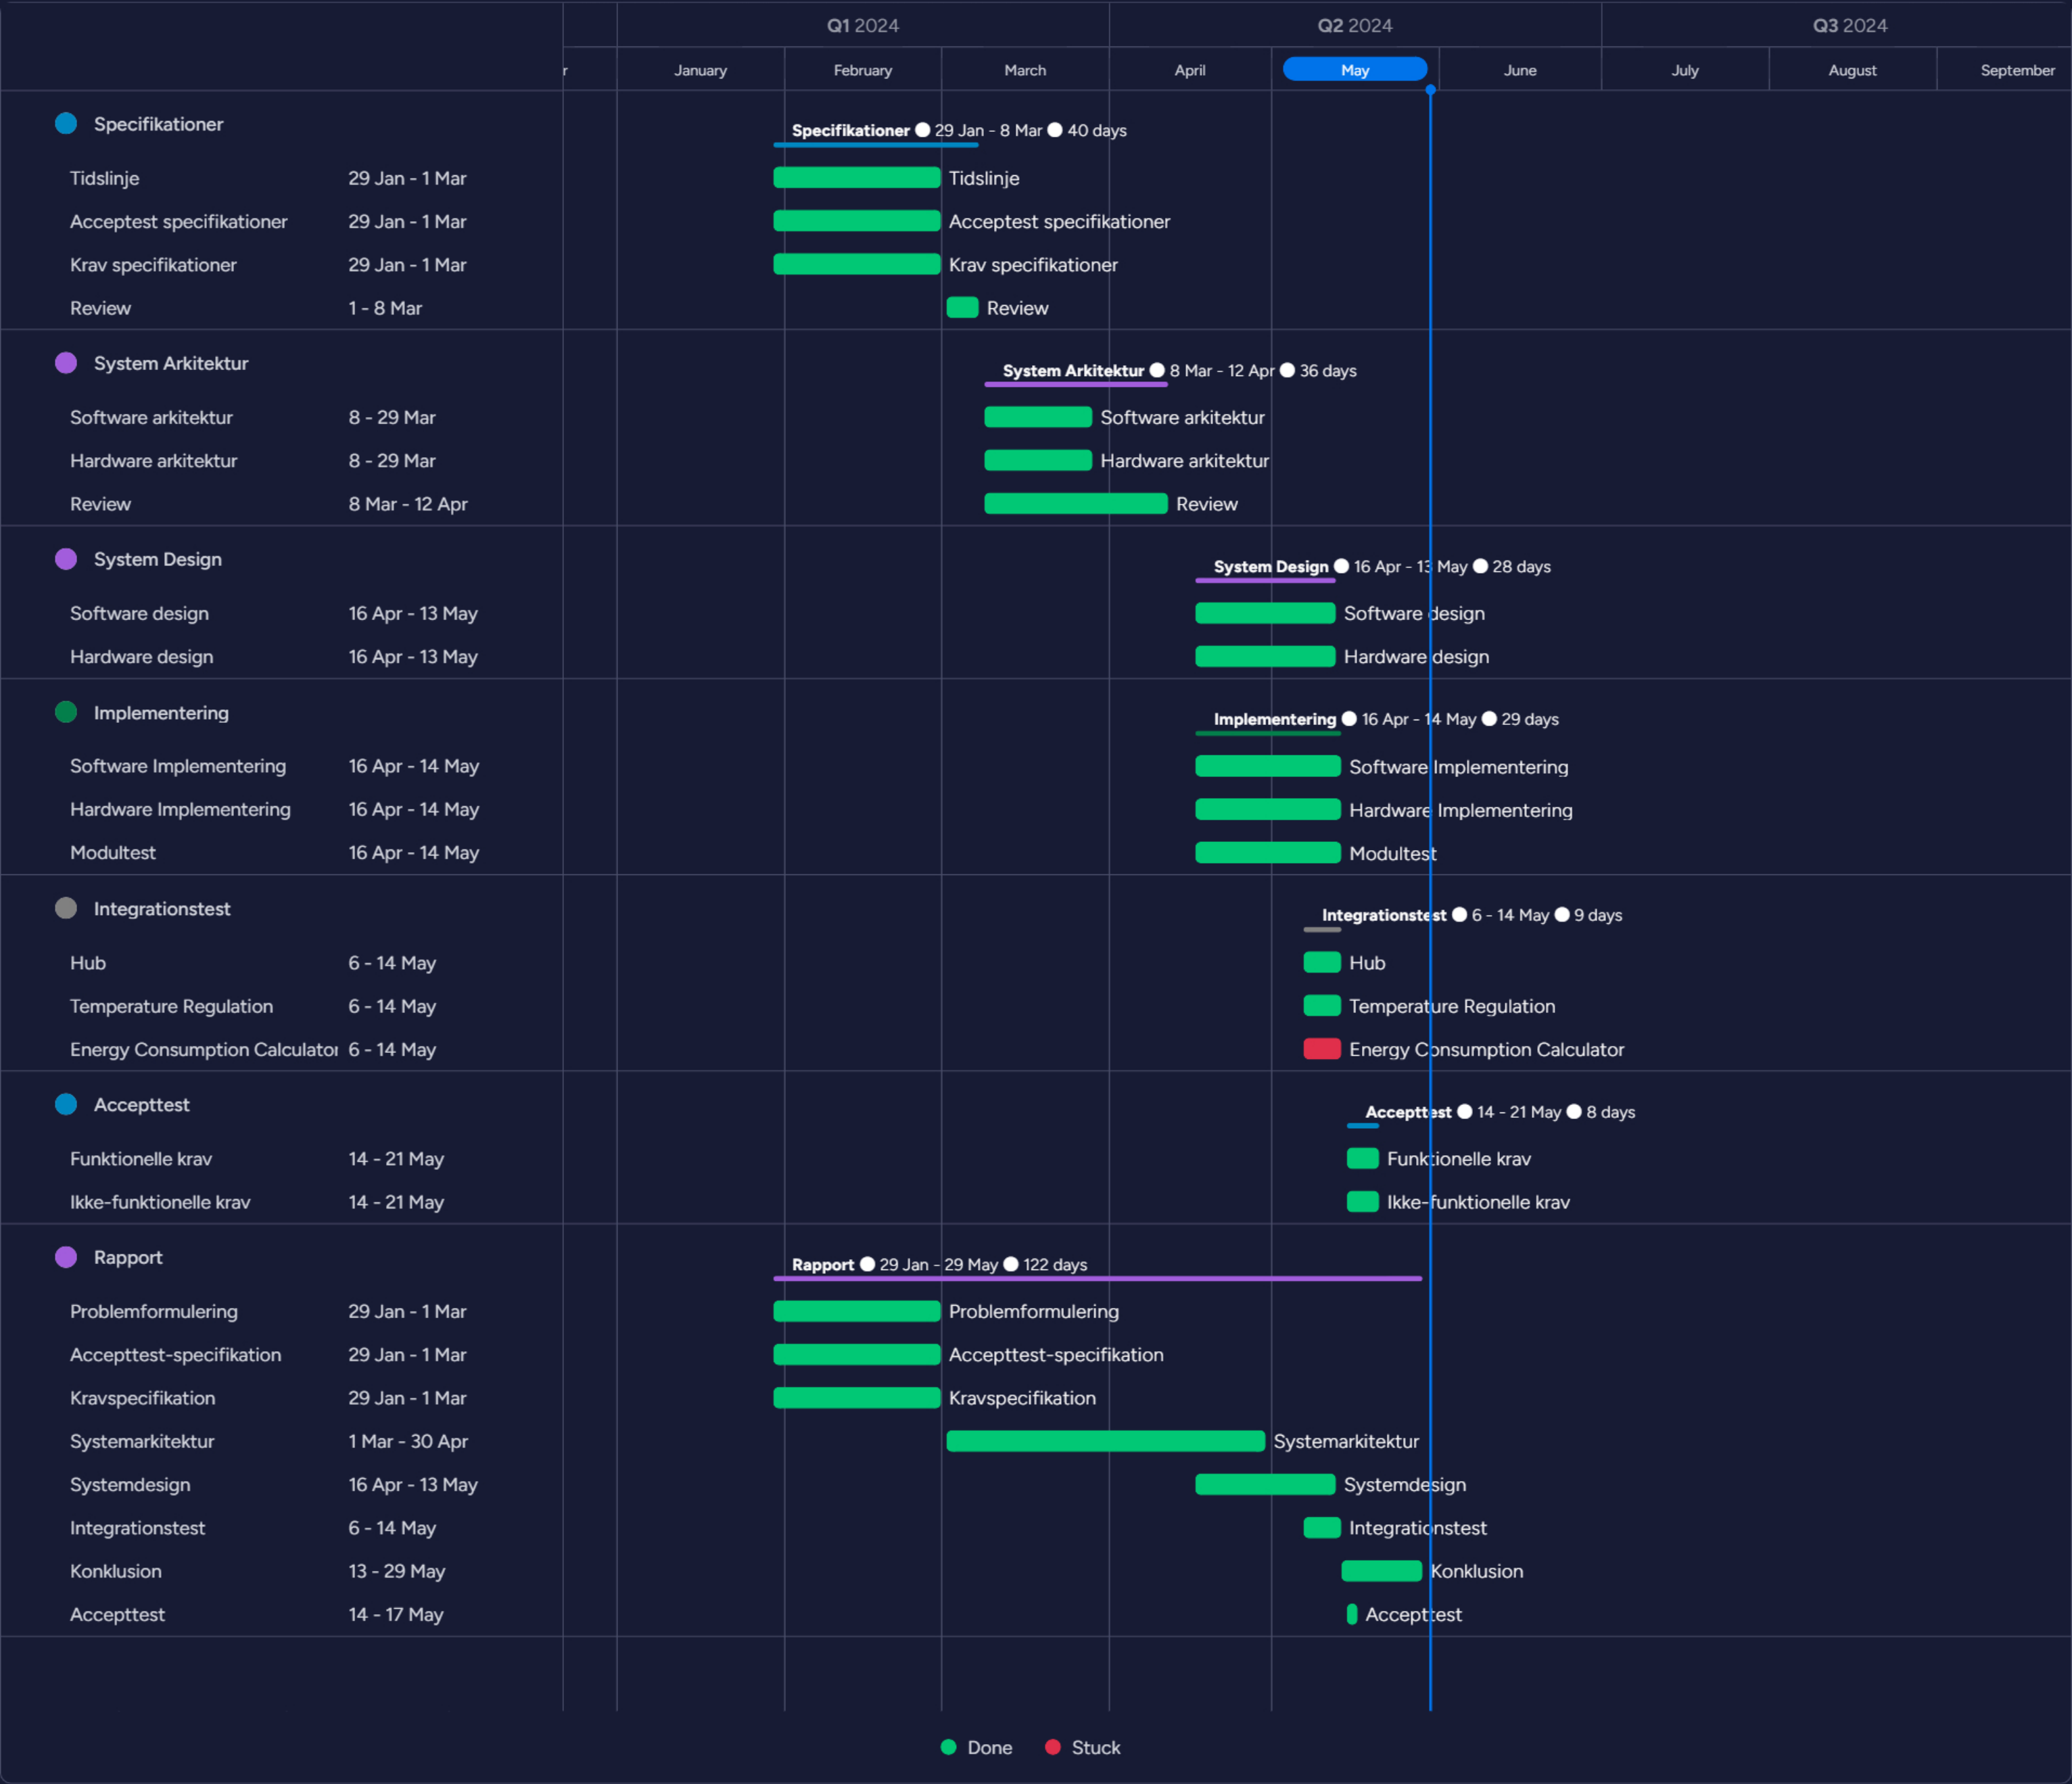 Q1 2024 Q2 2024 Q3 2024
r January February March April May June July August September
Specifikationer
Specifikationer 29 Jan - 8 Mar 40 days
Tidslinje 29 Jan - 1 Mar Tidslinje
Acceptest specifikationer 29 Jan - 1 Mar Acceptest specifikationer
Krav specifikationer 29 Jan - 1 Mar Krav specifikationer
Review 1 - 8 Mar Review
System Arkitektur
System Arkitektur 8 Mar - 12 Apr 36 days
Software arkitektur 8 - 29 Mar Software arkitektur
Hardware arkitektur 8 - 29 Mar Hardware arkitektur
Review 8 Mar - 12 Apr Review
System Design
System Design 16 Apr - 13 May 28 days
Software design 16 Apr - 13 May Software design
Hardware design 16 Apr - 13 May Hardware design
Implementering
Implementering 16 Apr - 14 May 29 days
Software Implementering 16 Apr - 14 May Software Implementering
Hardware Implementering 16 Apr - 14 May Hardware Implementering
Modultest 16 Apr - 14 May Modultest
Integrationstest
Integrationstest 6 - 14 May 9 days
Hub 6 - 14 May Hub
Temperature Regulation 6 - 14 May Temperature Regulation
Energy Consumption Calculator 6 - 14 May Energy Consumption Calculator
Accepttest
Accepttest 14 - 21 May 8 days
Funktionelle krav 14 - 21 May Funktionelle krav
Ikke-funktionelle krav 14 - 21 May Ikke-funktionelle krav
Rapport
Rapport 29 Jan - 29 May 122 days
Problemformulering 29 Jan - 1 Mar Problemformulering
Accepttest-specifikation 29 Jan - 1 Mar Accepttest-specifikation
Kravspecifikation 29 Jan - 1 Mar Kravspecifikation
Systemarkitektur 1 Mar - 30 Apr Systemarkitektur
Systemdesign 16 Apr - 13 May Systemdesign
Integrationstest 6 - 14 May Integrationstest
Konklusion 13 - 29 May Konklusion
Accepttest 14 - 17 May Accepttest
Done Stuck